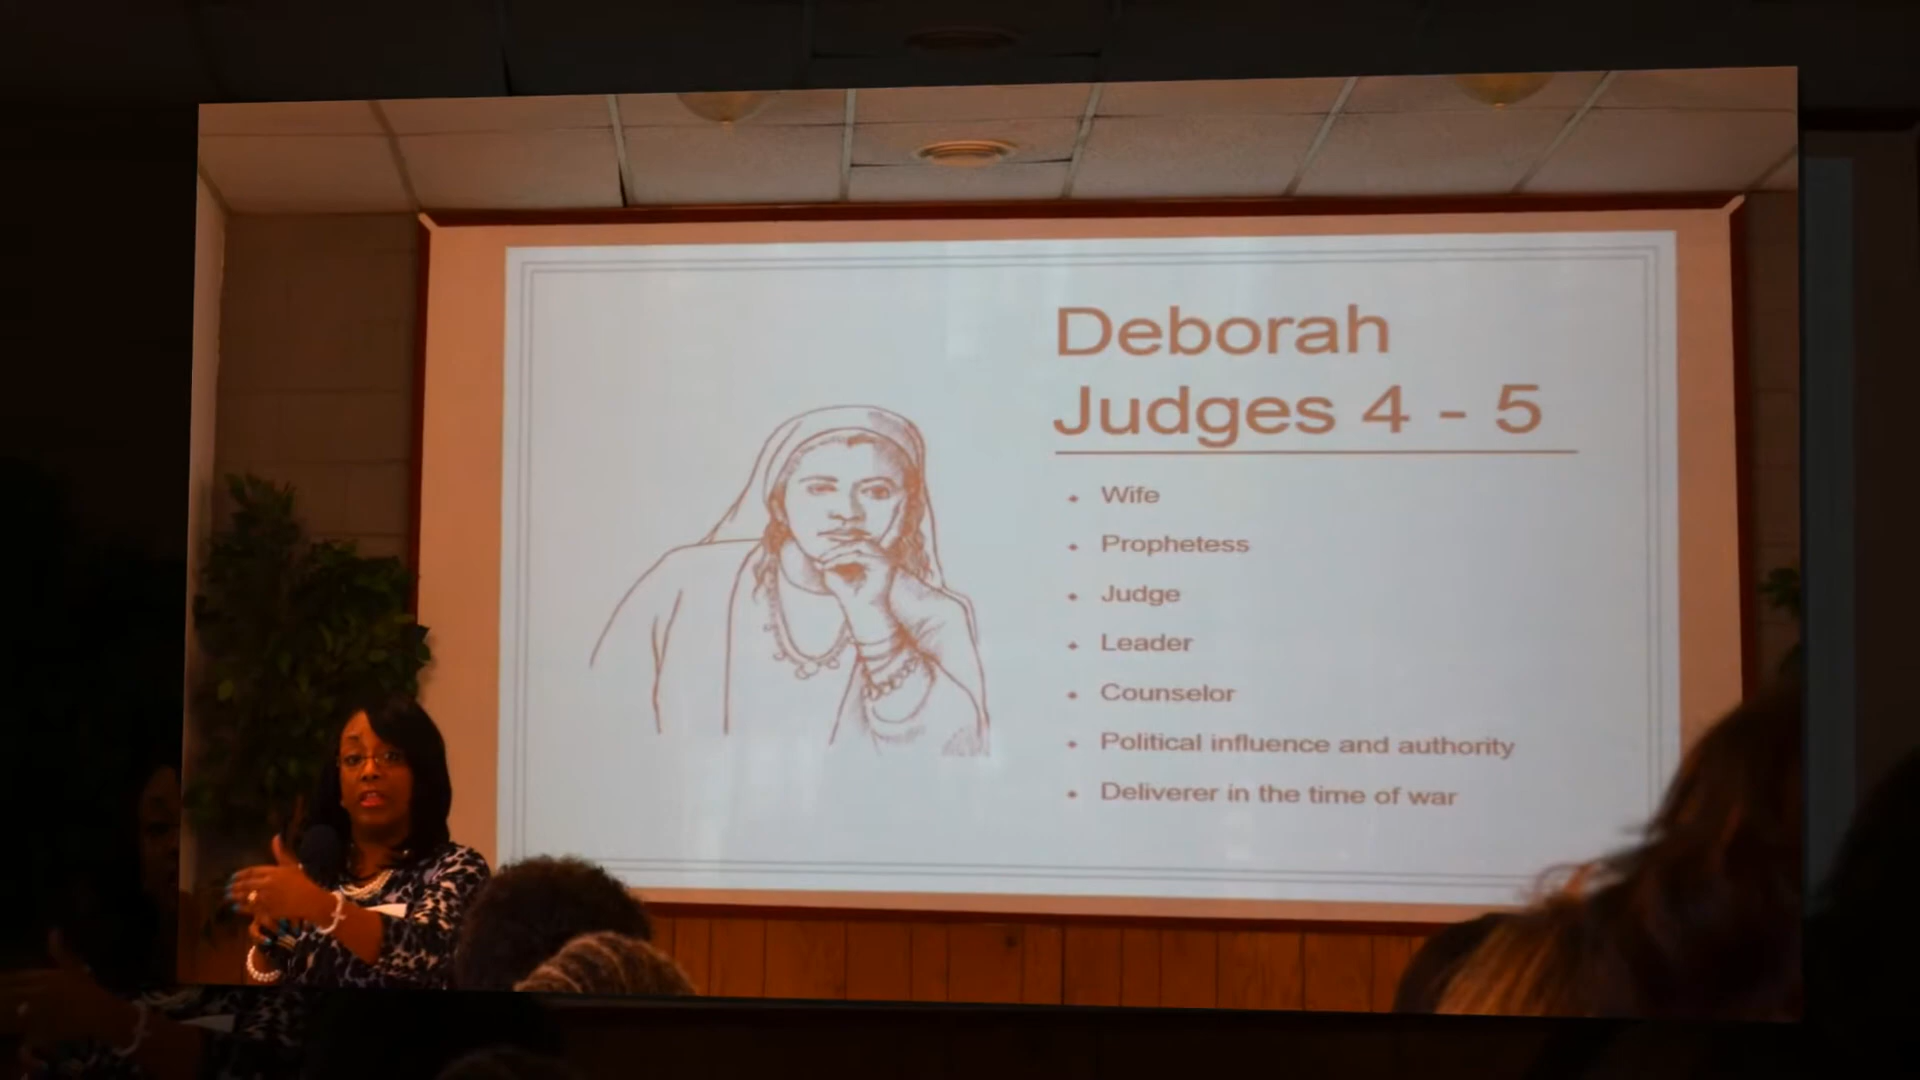 Deborah
Judges 4 - 5
• Wife
• Prophetess
• Judge
• Leader
• Counselor
• Political influence and authority
• Deliverer in the time of war